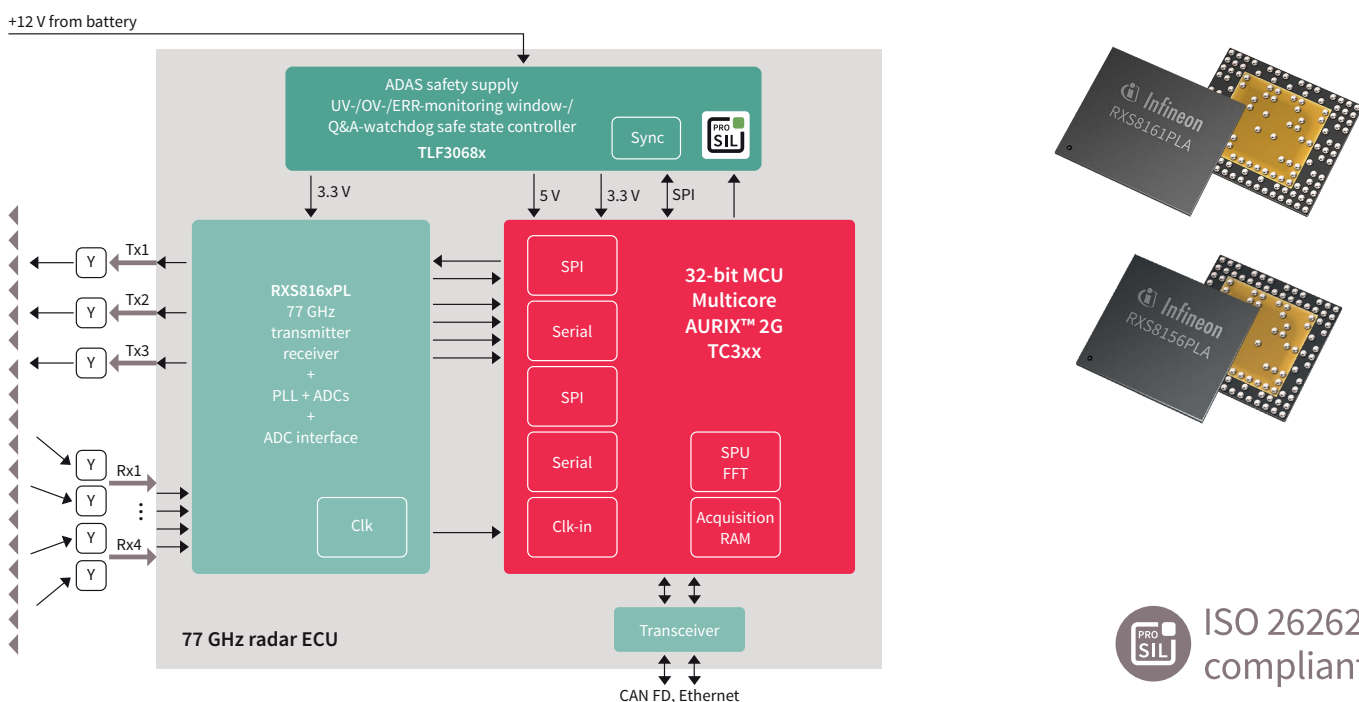 +12 V from battery
ADAS safety supply
UV-/OV-/ERR-monitoring window-/
Q&A-watchdog safe state controller
TLF3068x
Sync
PRO
SIL
3.3 V
5 V
3.3 V
SPI
Tx1
Y
Tx2
Y
Tx3
Y
Y
Rx1
Y
Y
Rx4
Y
RXS816xPL
77 GHz
transmitter
receiver
+
PLL + ADCs
+
ADC interface
Clk
SPI
Serial
SPI
Serial
Clk-in
32-bit MCU
Multicore
AURIX™ 2G
TC3xx
SPU
FFT
Acquisition
RAM
Transceiver
CAN FD, Ethernet
77 GHz radar ECU
Infineon
RXS8161PLA
Infineon
RXS8156PLA
PRO
SIL
ISO 26262
compliant